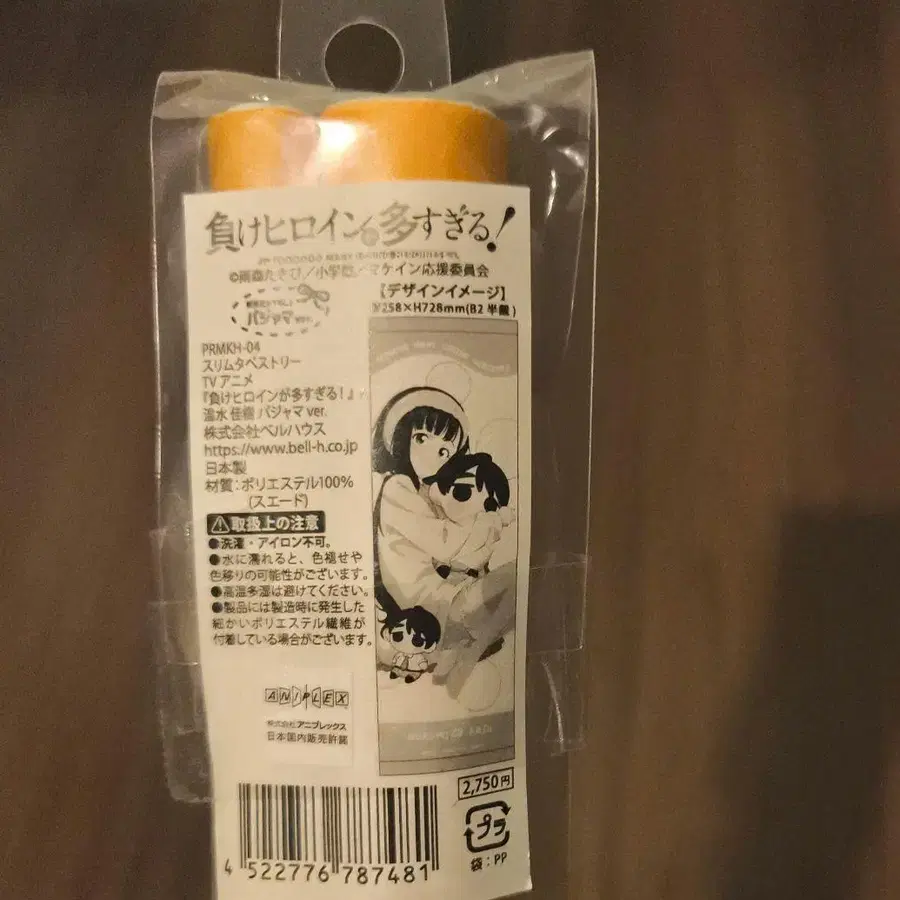 負けヒロインが多すぎる!
©雨森たきび／小学館／マケイン応援委員会
【デザインイメージ】
W258×H728mm(B2 半裁)
パジャマver.
PRMKH-04
スリムタペストリー
TV アニメ
『負けヒロインが多すぎる!』
温水 佳樹 パジャマ ver.
株式会社ベルハウス
https://www.bell-h.co.jp
日本製
材質:ポリエステル100%
(スエード)
⚠取扱上の注意
●洗濯・アイロン不可。
●水に濡れると、色褪せや
色移りの可能性がございます。
●高温多湿は避けてください。
●製品には製造時に発生した
細かいポリエステル繊維が
付着している場合がございます。
ANIPLEX
株式会社アニプレックス
日本国内販売許諾
2,750円
プラ
袋:PP
4 522776 787481